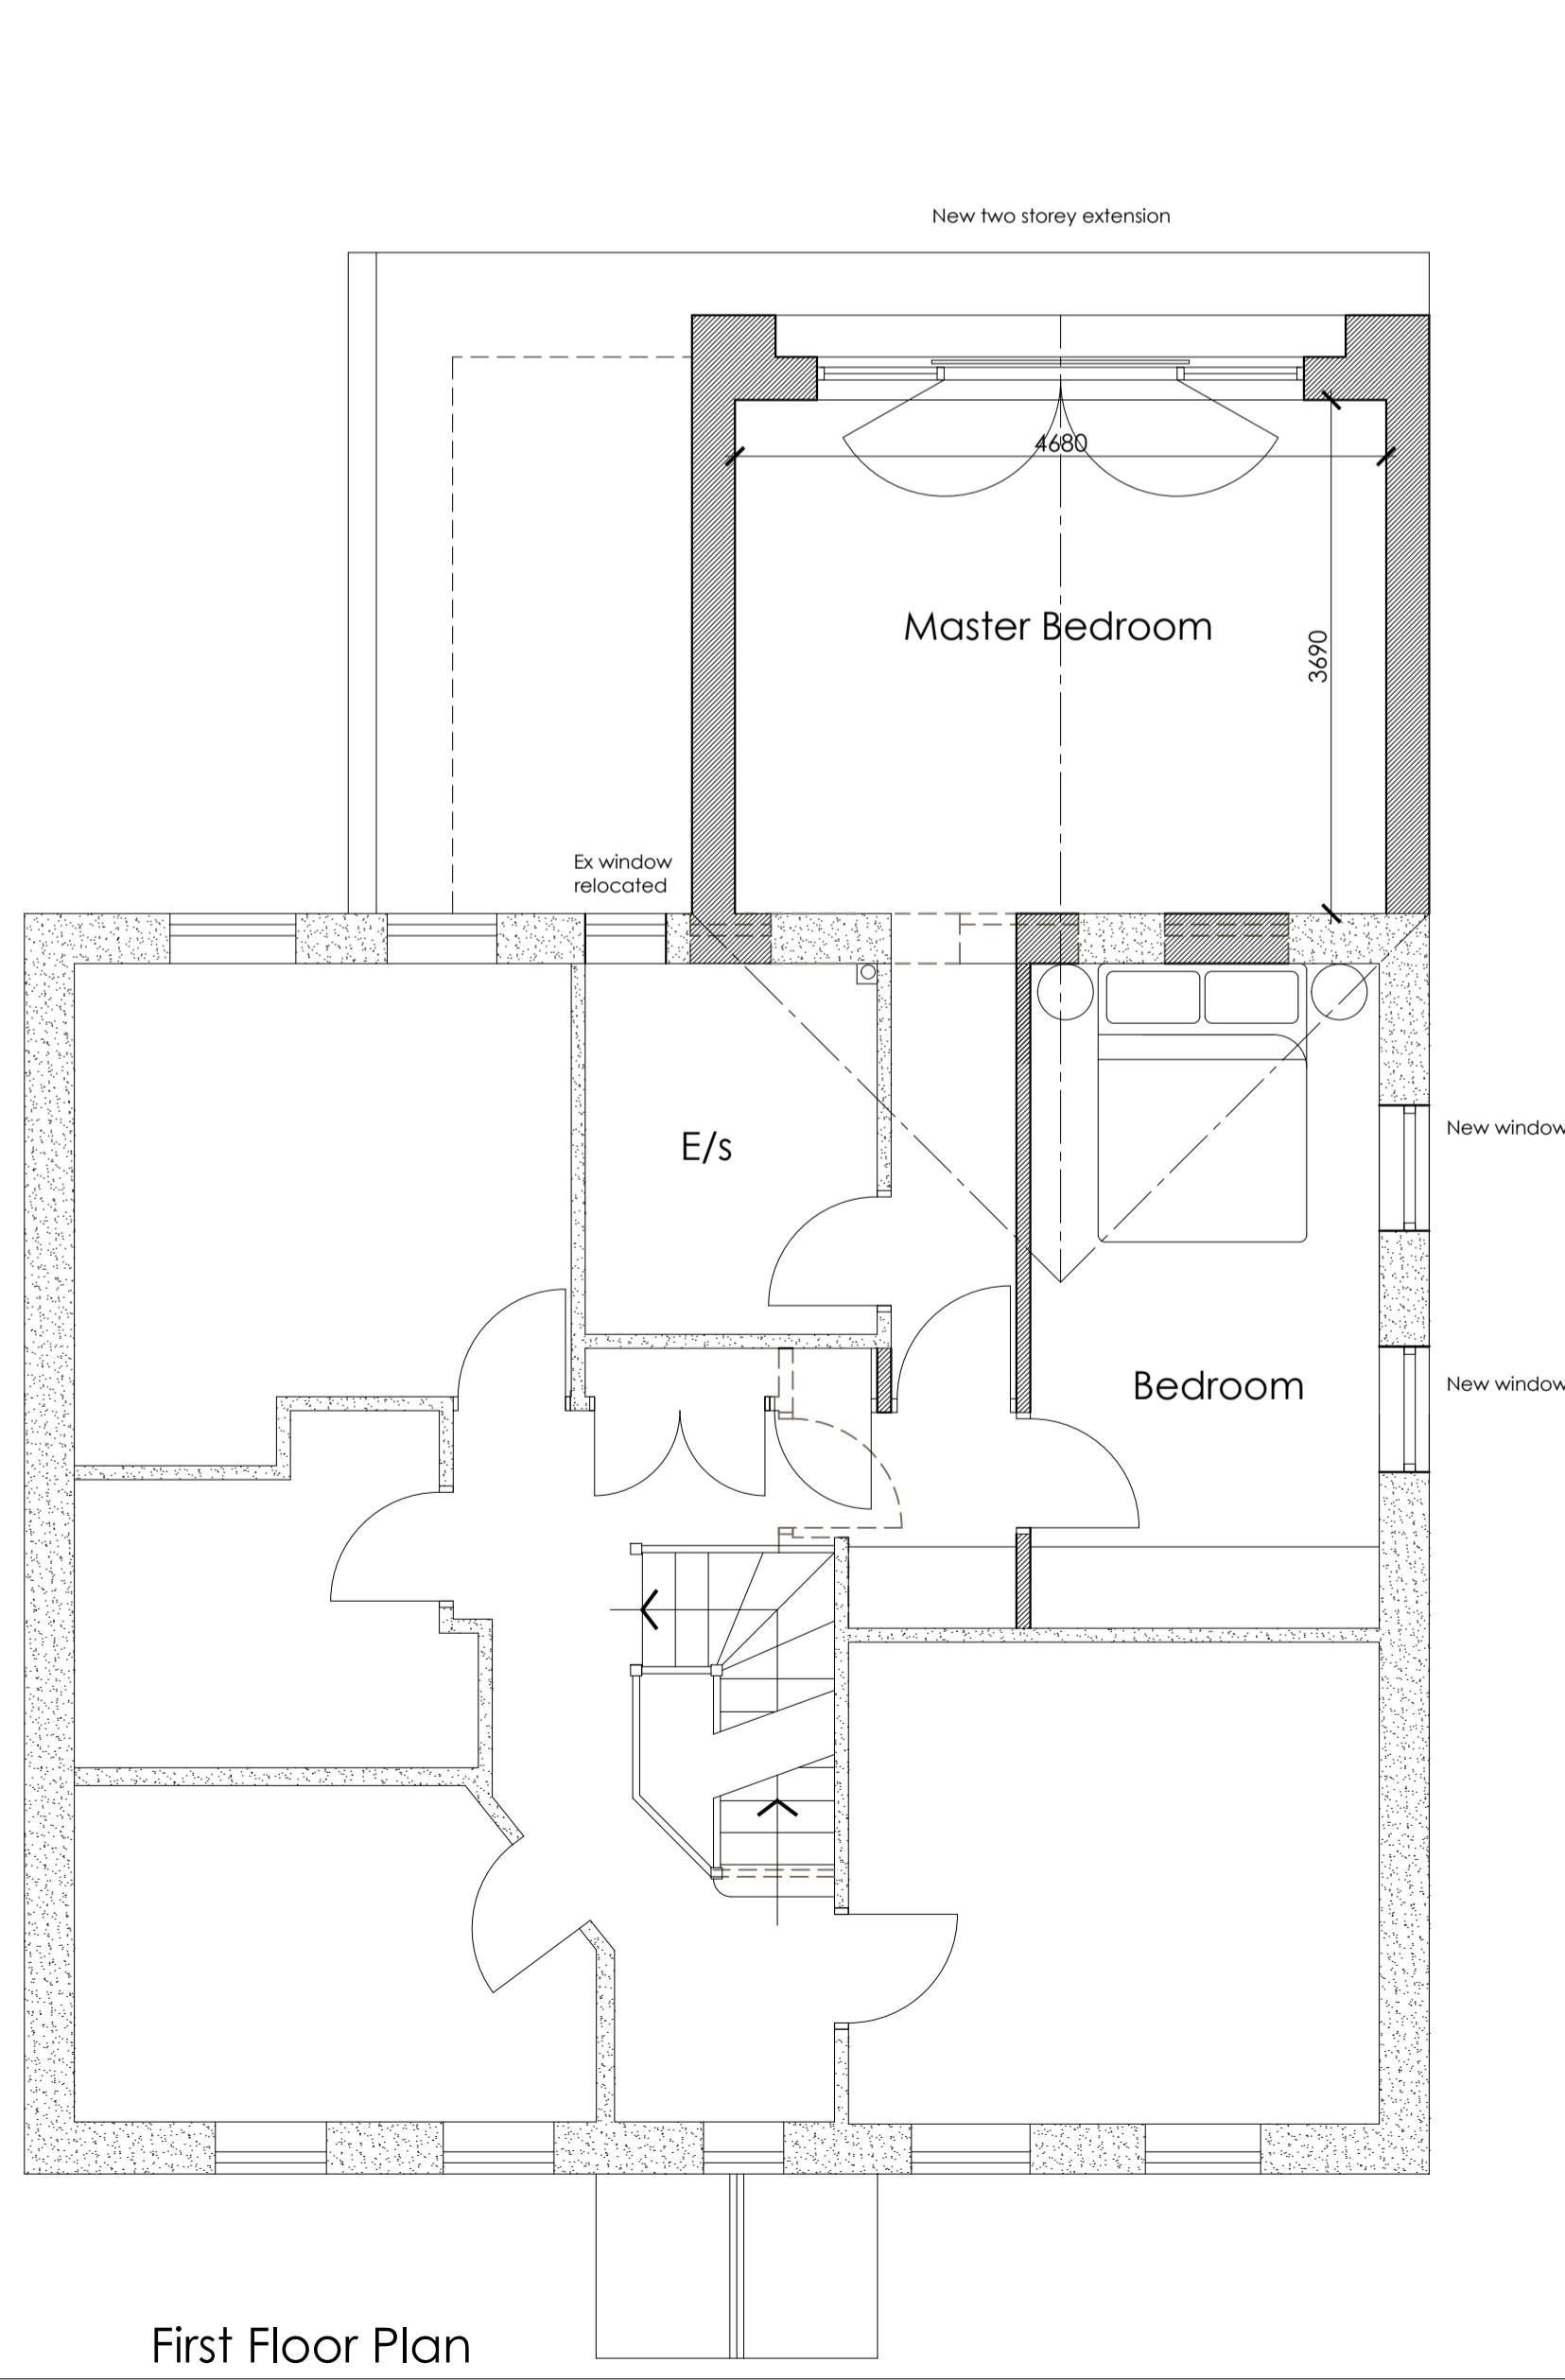 New two storey extension
4680
Master Bedroom
3690
Ex window
relocated
New window
E/s
Bedroom
New window
First Floor Plan